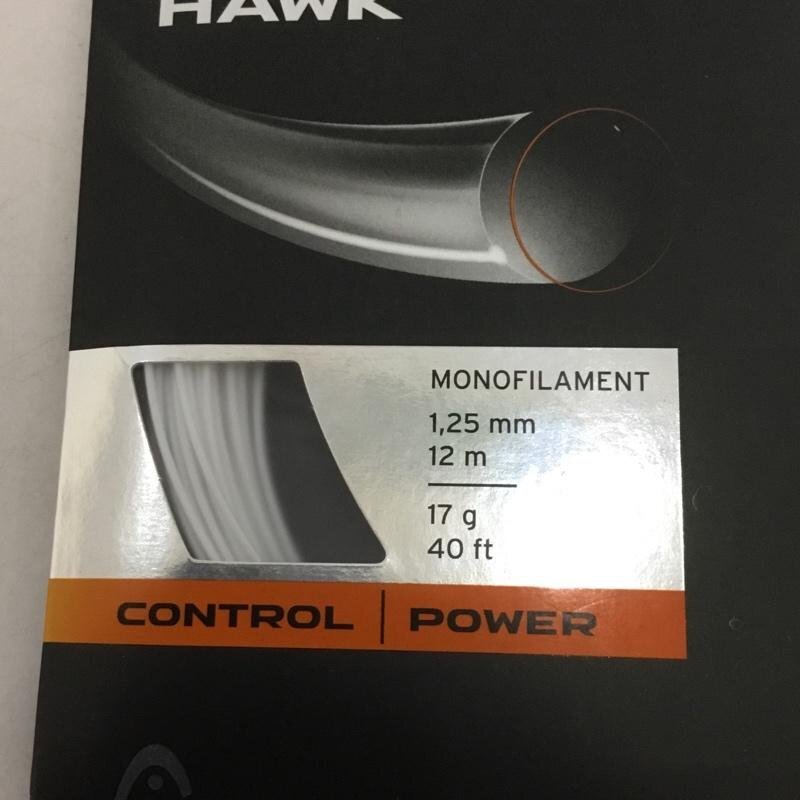 HAWK
MONOFILAMENT
1,25 mm
12 m
17 g
40 ft
CONTROL | POWER